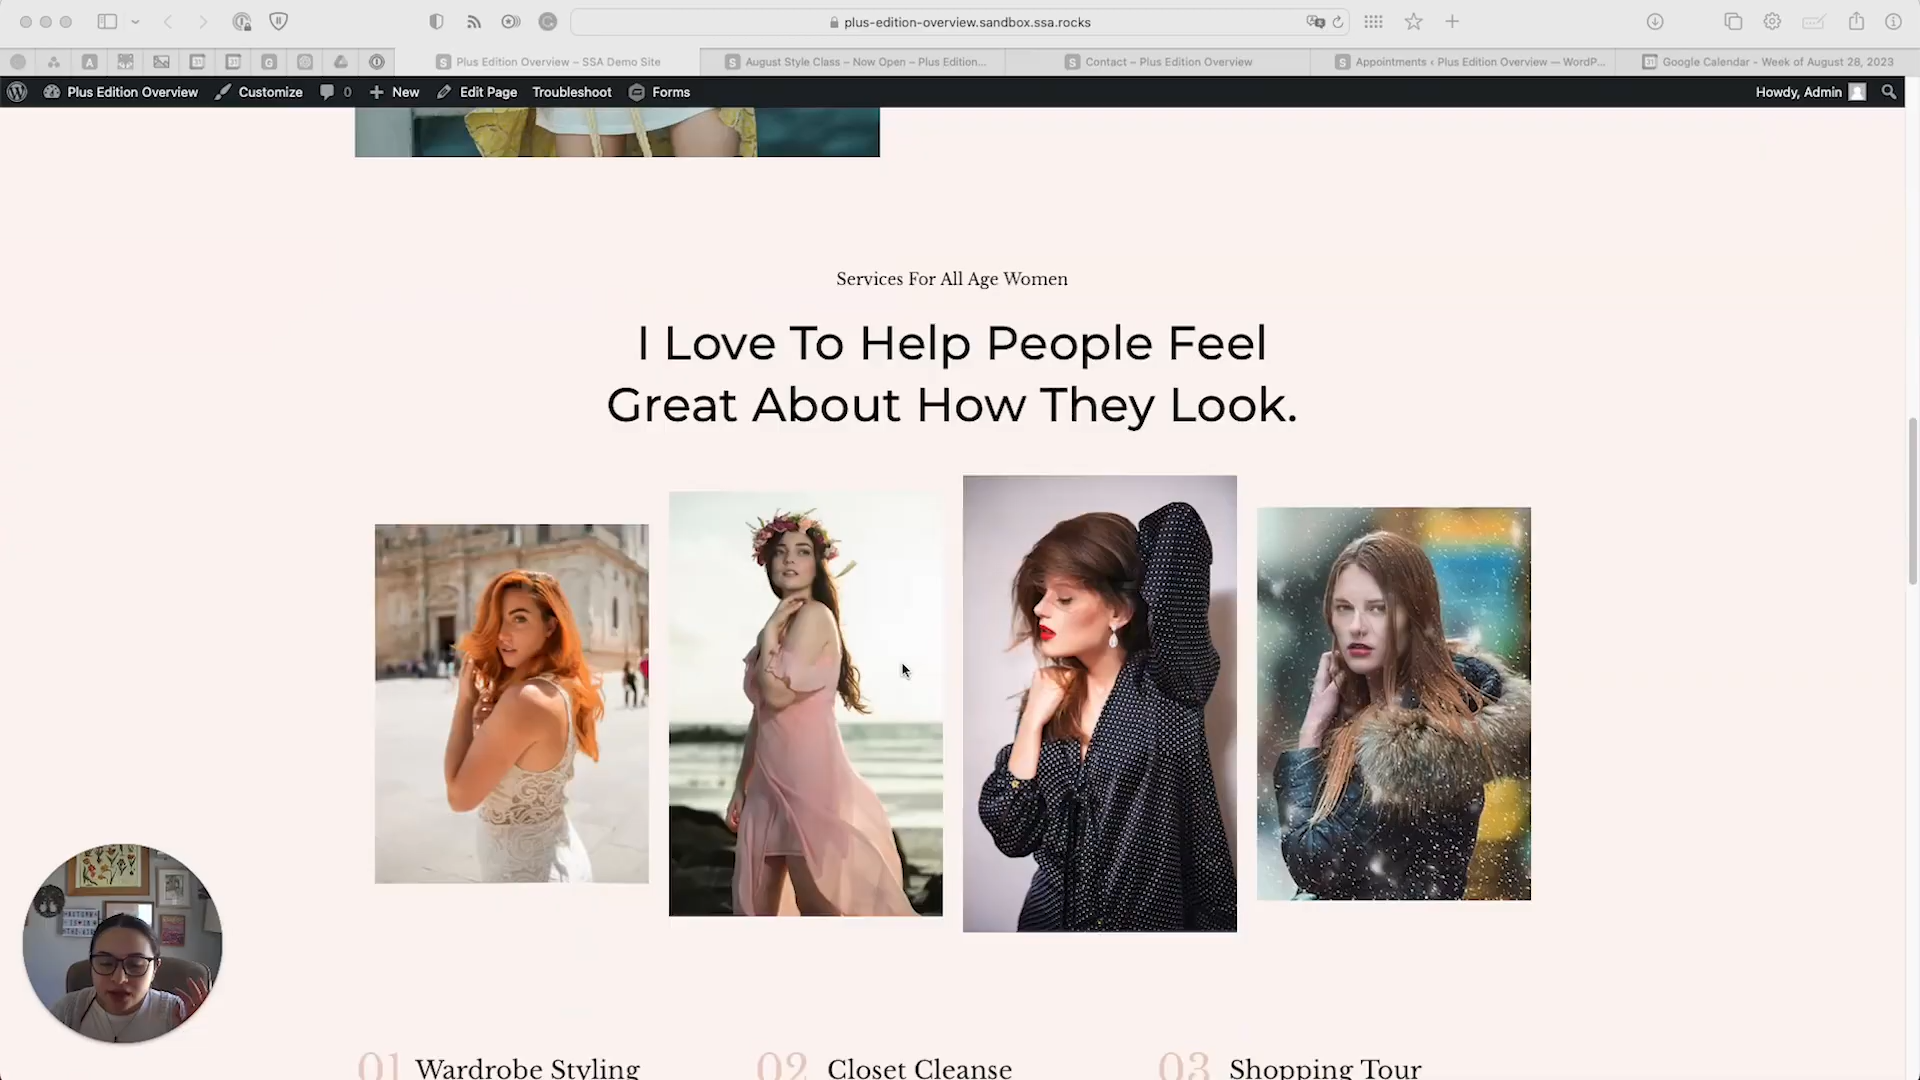 plus-edition-overview.sandbox.ssa.rocks
Plus Edition Overview – SSA Demo Site
August Style Class – Now Open – Plus Edition...
Contact – Plus Edition Overview
Appointments ‹ Plus Edition Overview — WordP...
Google Calendar - Week of August 28, 2023
Plus Edition Overview
Customize
0
New
Edit Page
Troubleshoot
Forms
Howdy, Admin
Services For All Age Women
I Love To Help People Feel
Great About How They Look.
01 Wardrobe Styling
02 Closet Cleanse
03 Shopping Tour